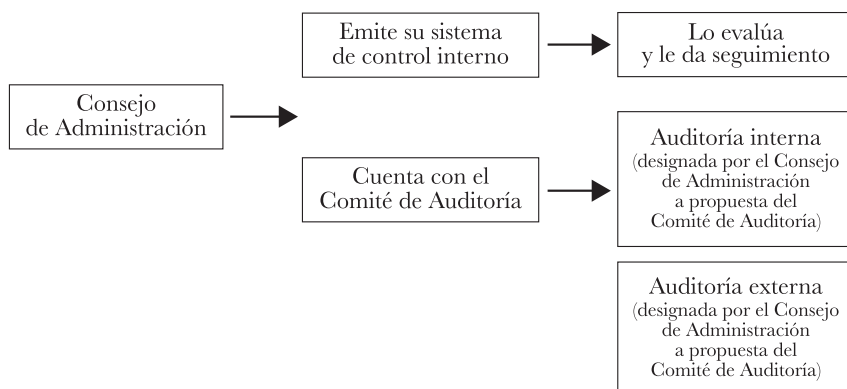 Consejo
de Administración
Emite su sistema
de control interno
Lo evalúa
y le da seguimiento
Cuenta con el
Comité de Auditoría
Auditoría interna
(designada por el Consejo
de Administración
a propuesta del
Comité de Auditoría)
Auditoría externa
(designada por el Consejo
de Administración
a propuesta del
Comité de Auditoría)